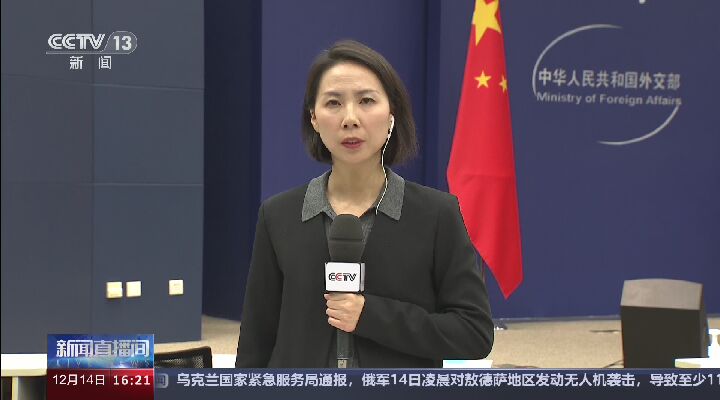 CCTV 13
新闻
中华人民共和国外交部
Ministry of Foreign Affairs
CCTV
新闻直播间
12月14日 16:21 闻 乌克兰国家紧急服务局通报，俄军14日凌晨对敖德萨地区发动无人机袭击，导致至少11